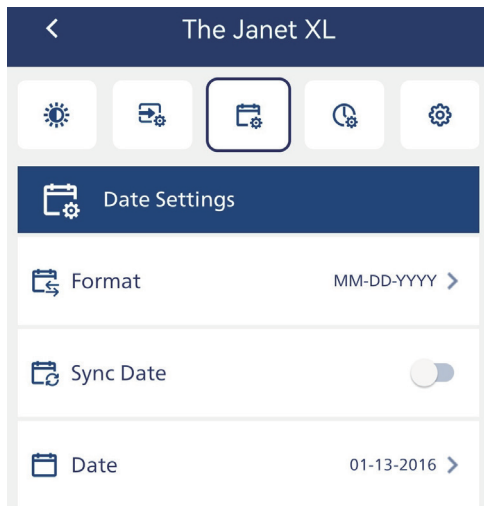 The Janet XL
Date Settings
Format MM-DD-YYYY
Sync Date
Date 01-13-2016